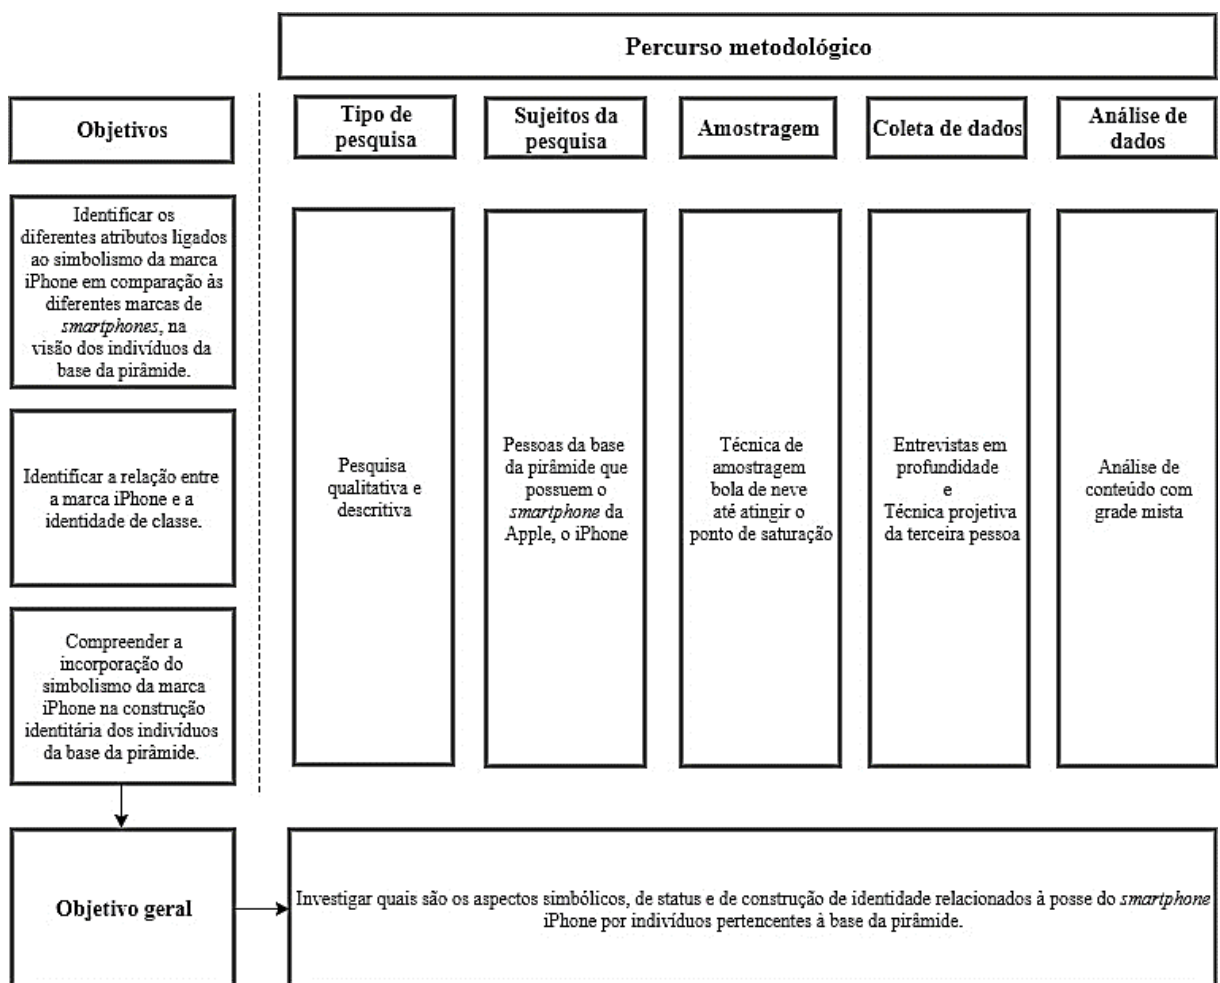 Percurso metodológico
Objetivos
Tipo de
pesquisa
Sujeitos da
pesquisa
Amostragem
Coleta de dados
Análise de
dados
Identificar os
diferentes atributos ligados
ao simbolismo da marca
iPhone em comparação às
diferentes marcas de
smartphones, na
visão dos indivíduos da
base da pirâmide.
Identificar a relação entre
a marca iPhone e a
identidade de classe.
Compreender a
incorporação do
simbolismo da marca
iPhone na construção
identitária dos indivíduos
da base da pirâmide.
Pesquisa
qualitativa e
descritiva
Pessoas da base
da pirâmide que
possuem o
smartphone da
Apple, o iPhone
Técnica de
amostragem
bola de neve
até atingir o
ponto de saturação
Entrevistas em
profundidade
e
Técnica projetiva
da terceira pessoa
Análise de
conteúdo com
grade mista
Objetivo geral
Investigar quais são os aspectos simbólicos, de status e de construção de identidade relacionados à posse do smartphone
iPhone por indivíduos pertencentes à base da pirâmide.